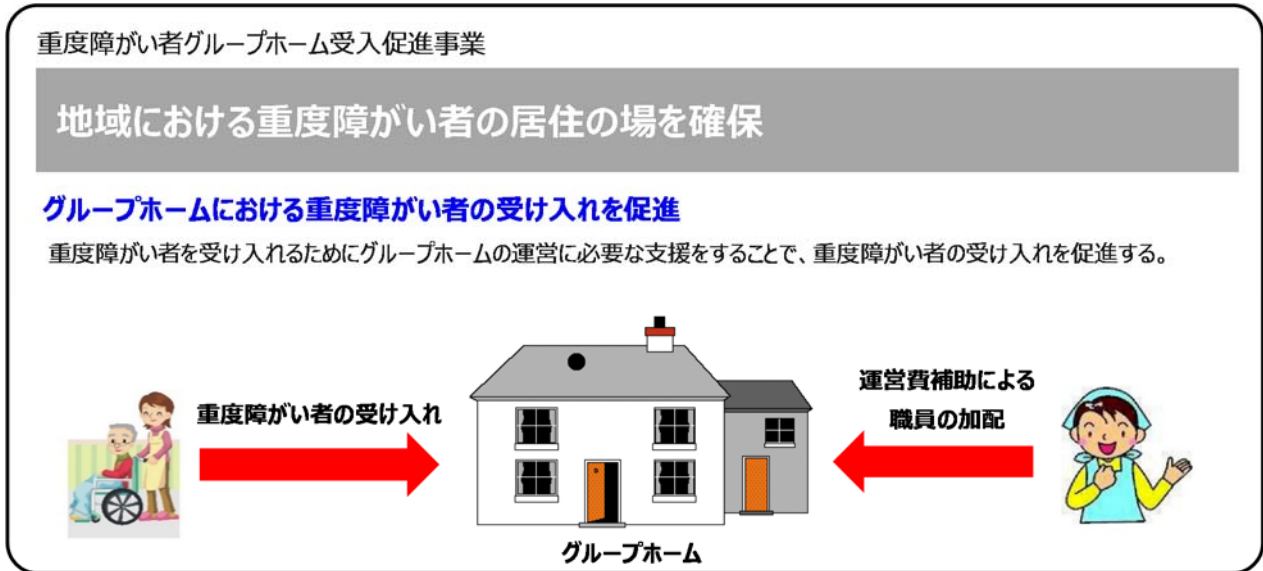 重度障がい者グループホーム受入促進事業
地域における重度障がい者の居住の場を確保
グループホームにおける重度障がい者の受け入れを促進
重度障がい者を受け入れるためにグループホームの運営に必要な支援をすることで、重度障がい者の受け入れを促進する。
重度障がい者の受け入れ
運営費補助による
職員の加配
グループホーム